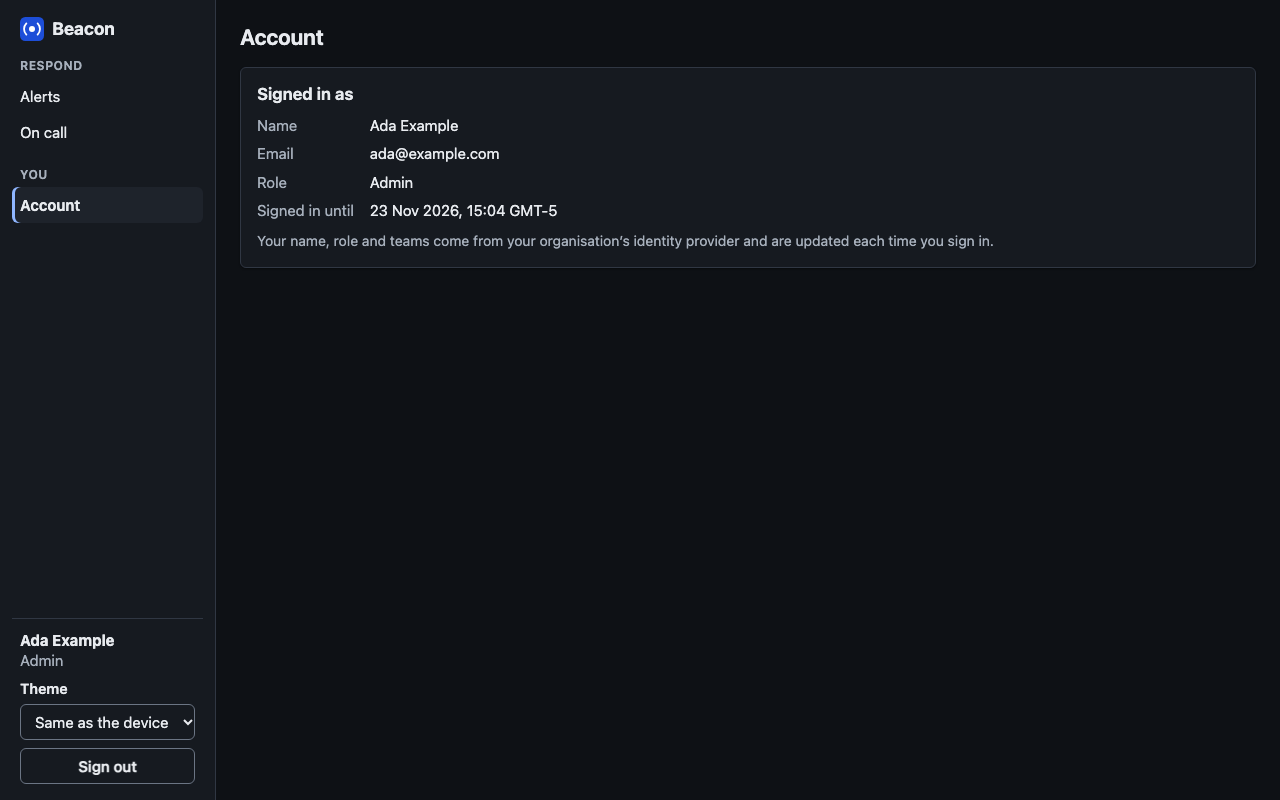 Beacon
RESPOND
Alerts
On call
YOU
Account
Ada Example
Admin
Theme
Same as the device
Sign out
Account
Signed in as
Name Ada Example
Email ada@example.com
Role Admin
Signed in until 23 Nov 2026, 15:04 GMT-5
Your name, role and teams come from your organisation’s identity provider and are updated each time you sign in.